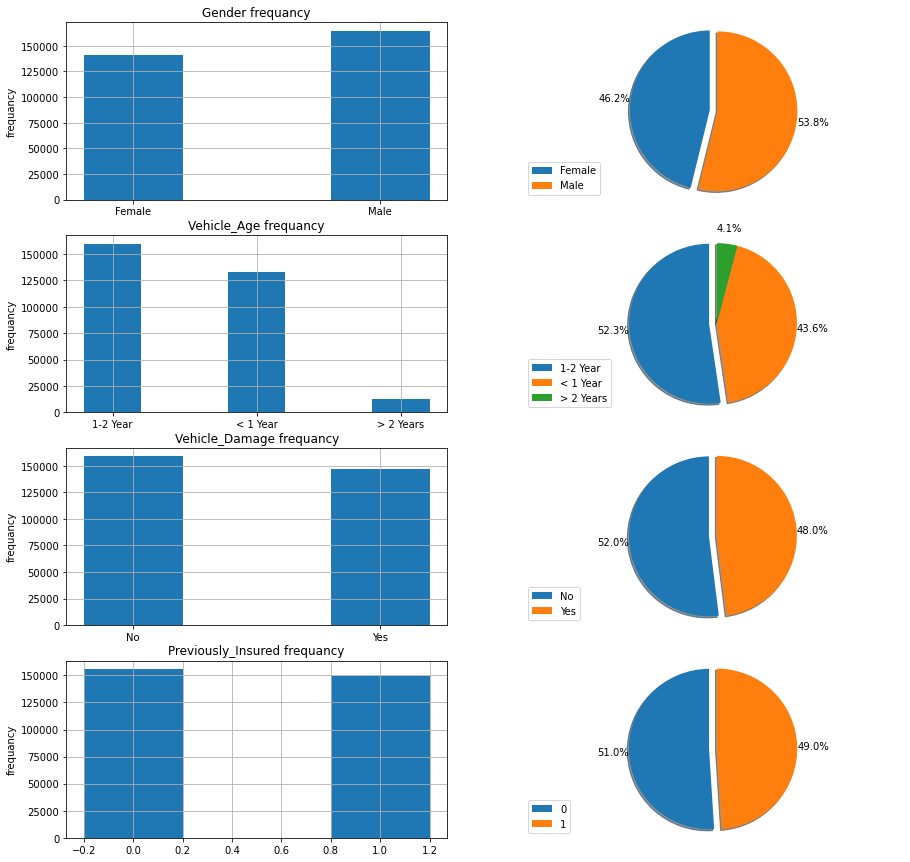 Gender frequancy
frequancy
150000
125000
100000
75000
50000
25000
0
Female
Male
46.2%
53.8%
Female
Male
Vehicle_Age frequancy
frequancy
150000
125000
100000
75000
50000
25000
0
1-2 Year
< 1 Year
> 2 Years
4.1%
52.3%
43.6%
1-2 Year
< 1 Year
> 2 Years
Vehicle_Damage frequancy
frequancy
150000
125000
100000
75000
50000
25000
0
No
Yes
52.0%
48.0%
No
Yes
Previously_Insured frequancy
frequancy
150000
125000
100000
75000
50000
25000
0
−0.2
0.0
0.2
0.4
0.6
0.8
1.0
1.2
51.0%
49.0%
0
1